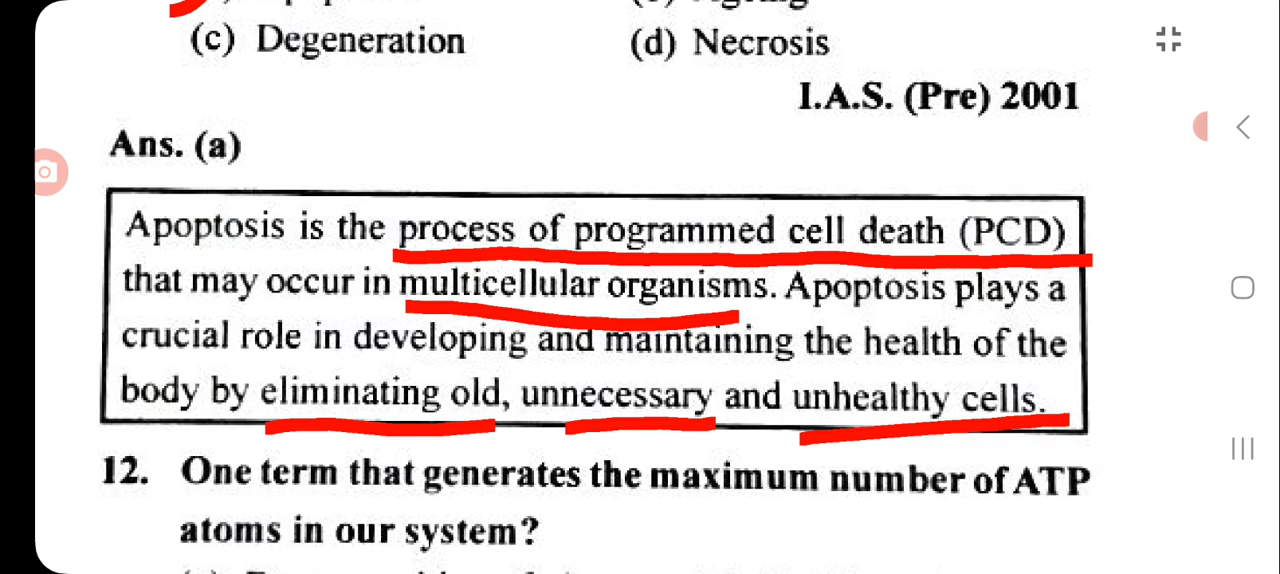 (c) Degeneration (d) Necrosis
I.A.S. (Pre) 2001
Ans. (a)
Apoptosis is the process of programmed cell death (PCD)
that may occur in multicellular organisms. Apoptosis plays a
crucial role in developing and maintaining the health of the
body by eliminating old, unnecessary and unhealthy cells.
12. One term that generates the maximum number of ATP
atoms in our system?